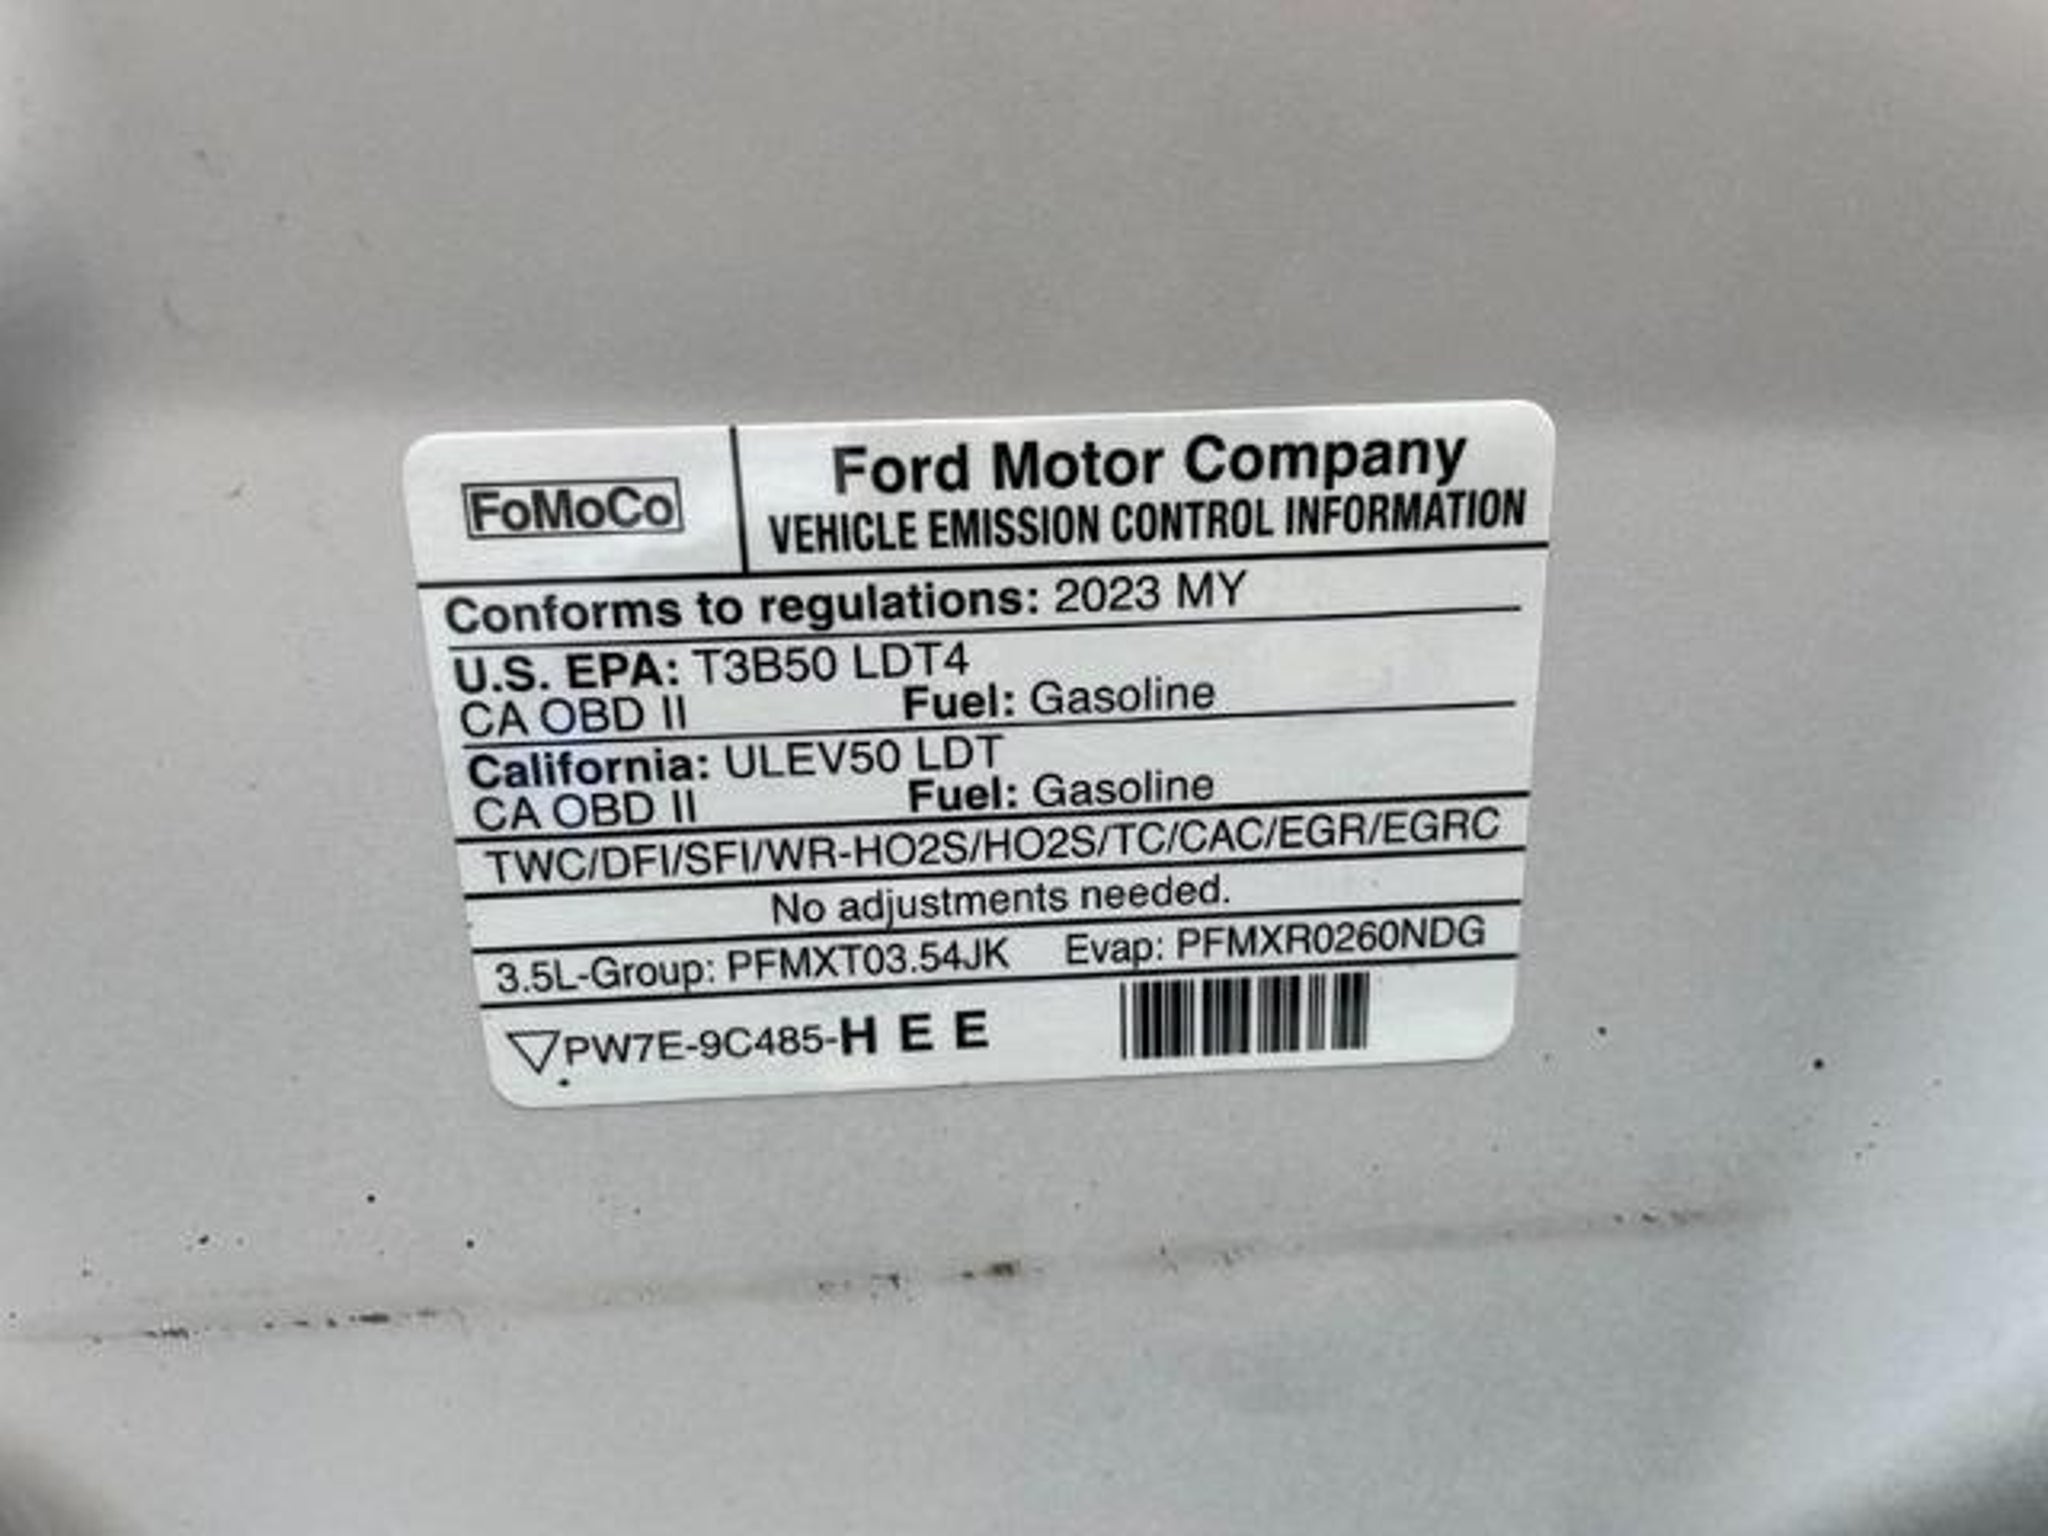 FoMoCo
Ford Motor Company
VEHICLE EMISSION CONTROL INFORMATION
Conforms to regulations: 2023 MY
U.S. EPA: T3B50 LDT4
CA OBD II Fuel: Gasoline
California: ULEV50 LDT
CA OBD II Fuel: Gasoline
TWC/DFI/SFI/WR-HO2S/HO2S/TC/CAC/EGR/EGRC
No adjustments needed.
3.5L-Group: PFMXT03.54JK Evap: PFMXR0260NDG
PW7E-9C485-H E E